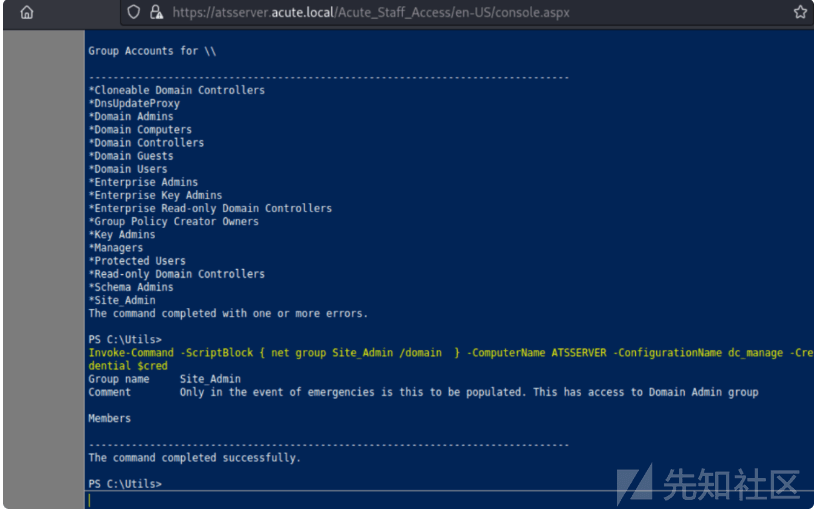 https://atsserver.acute.local/Acute_Staff_Access/en-US/console.aspx
Group Accounts for \\
-------------------------------------------------------------------------------
*Cloneable Domain Controllers
*DnsUpdateProxy
*Domain Admins
*Domain Computers
*Domain Controllers
*Domain Guests
*Domain Users
*Enterprise Admins
*Enterprise Key Admins
*Enterprise Read-only Domain Controllers
*Group Policy Creator Owners
*Key Admins
*Managers
*Protected Users
*Read-only Domain Controllers
*Schema Admins
*Site_Admin
The command completed with one or more errors.
PS C:\Utils>
Invoke-Command -ScriptBlock { net group Site_Admin /domain  } -ComputerName ATSSERVER -ConfigurationName dc_manage -Cre
dential $cred
Group name     Site_Admin
Comment        Only in the event of emergencies is this to be populated. This has access to Domain Admin group
Members
-------------------------------------------------------------------------------
The command completed successfully.
PS C:\Utils>
先知社区